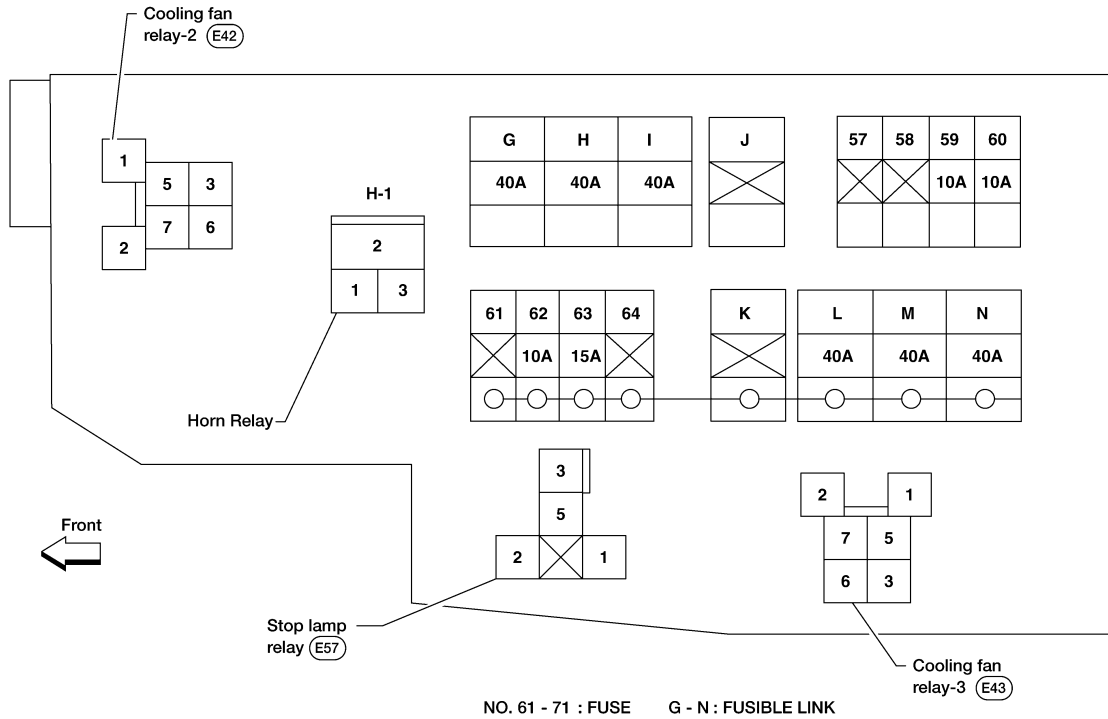 Cooling fan
relay-2 E42
1
5 3
7 6
2
H-1
2
1 3
Horn Relay
G H I
40A 40A 40A
J
57 58 59 60
10A 10A
61 62 63 64
10A 15A
K
L M N
40A 40A 40A
3
5
2 1
Stop lamp
relay E57
2 1
7 5
6 3
Cooling fan
relay-3 E43
Front
NO. 61 - 71 : FUSE G - N : FUSIBLE LINK